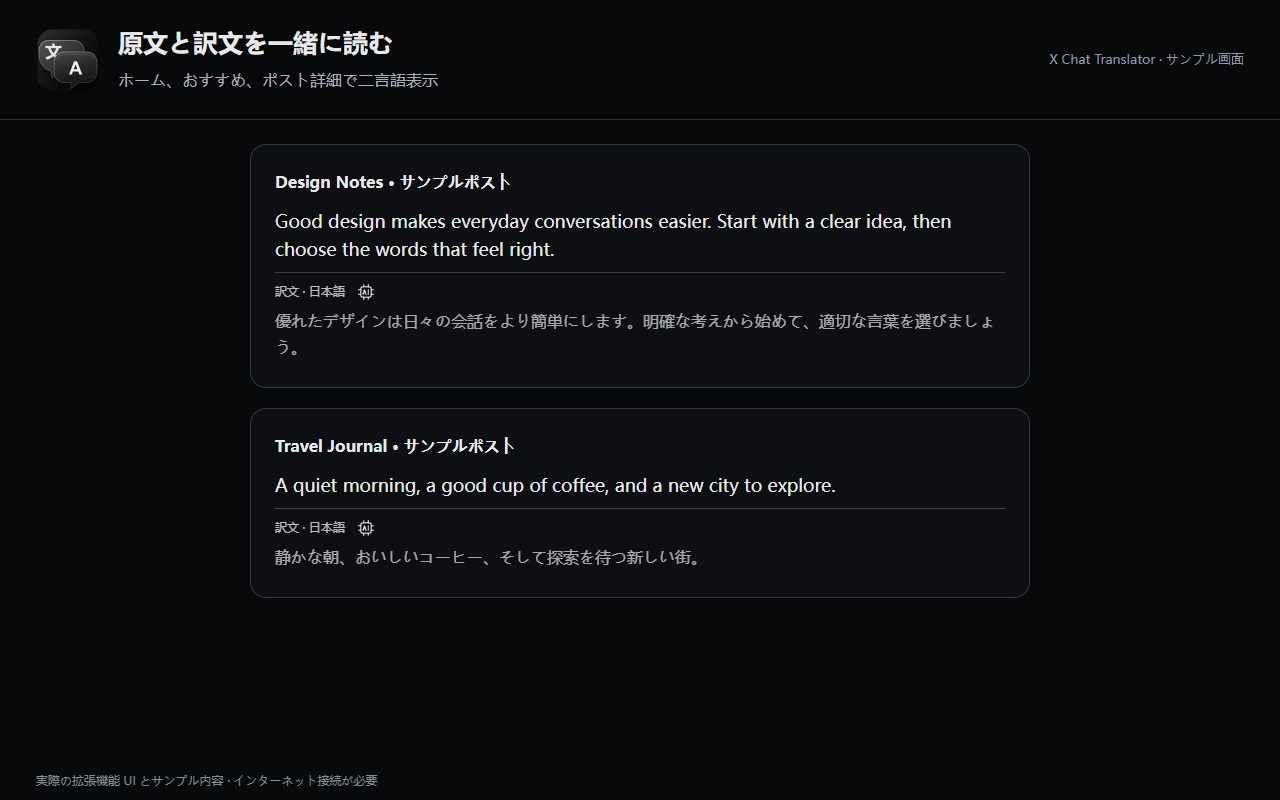 文
A
原文と訳文を一緒に読む
ホーム、おすすめ、ポスト詳細で二言語表示
X Chat Translator · サンプル画面
Design Notes • サンプルポスト
Good design makes everyday conversations easier. Start with a clear idea, then
choose the words that feel right.
訳文 · 日本語 AI
優れたデザインは日々の会話をより簡単にします。明確な考えから始めて、適切な言葉を選びましょ
う。
Travel Journal • サンプルポスト
A quiet morning, a good cup of coffee, and a new city to explore.
訳文 · 日本語 AI
静かな朝、おいしいコーヒー、そして探索を待つ新しい街。
実際の拡張機能 UI とサンプル内容 · インターネット接続が必要